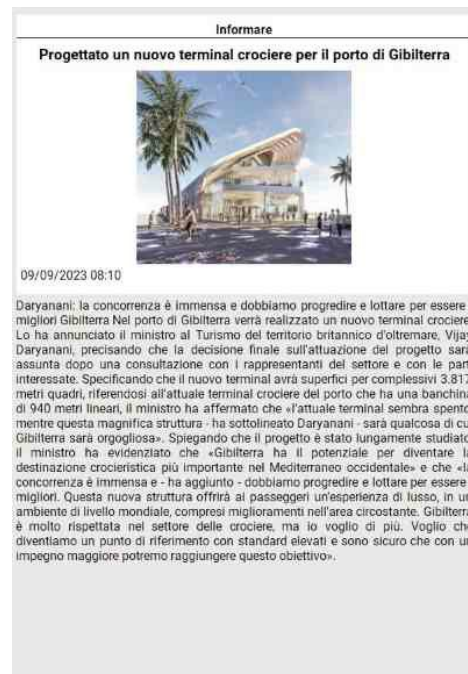 Informare
Progettato un nuovo terminal crociere per il porto di Gibilterra
09/09/2023 08:10
Daryanani: la concorrenza è immensa e dobbiamo progredire e lottare per essere
migliori Gibilterra Nel porto di Gibilterra verrà realizzato un nuovo terminal crociere
Lo ha annunciato il ministro al Turismo del territorio britannico d'oltremare, Vijay
Daryanani, precisando che la decisione finale sull'attuazione del progetto sarà
assunta dopo una consultazione con i rappresentanti del settore e con le part
interessate. Specificando che il nuovo terminal avrà superfici per complessivi 3.817
metri quadri, riferendosi all'attuale terminal crociere del porto che ha una banchina
di 940 metri lineari, il ministro ha affermato che «l'attuale terminal sembra spento
mentre questa magnifica struttura - ha sottolineato Daryanani - sarà qualcosa di cu
Gibilterra sarà orgogliosa». Spiegando che il progetto è stato lungamente studiato
il ministro ha evidenziato che «Gibilterra ha il potenziale per diventare la
destinazione crocieristica più importante nel Mediterraneo occidentale» e che «la
concorrenza è immensa e - ha aggiunto - dobbiamo progredire e lottare per essere
migliori. Questa nuova struttura offrirà ai passeggeri un'esperienza di lusso, in un
ambiente di livello mondiale, compresi miglioramenti nell'area circostante. Gibilterra
è molto rispettata nel settore delle crociere, ma io voglio di più. Voglio che
diventiamo un punto di riferimento con standard elevati e sono sicuro che con un
impegno maggiore potremo raggiungere questo obiettivo».